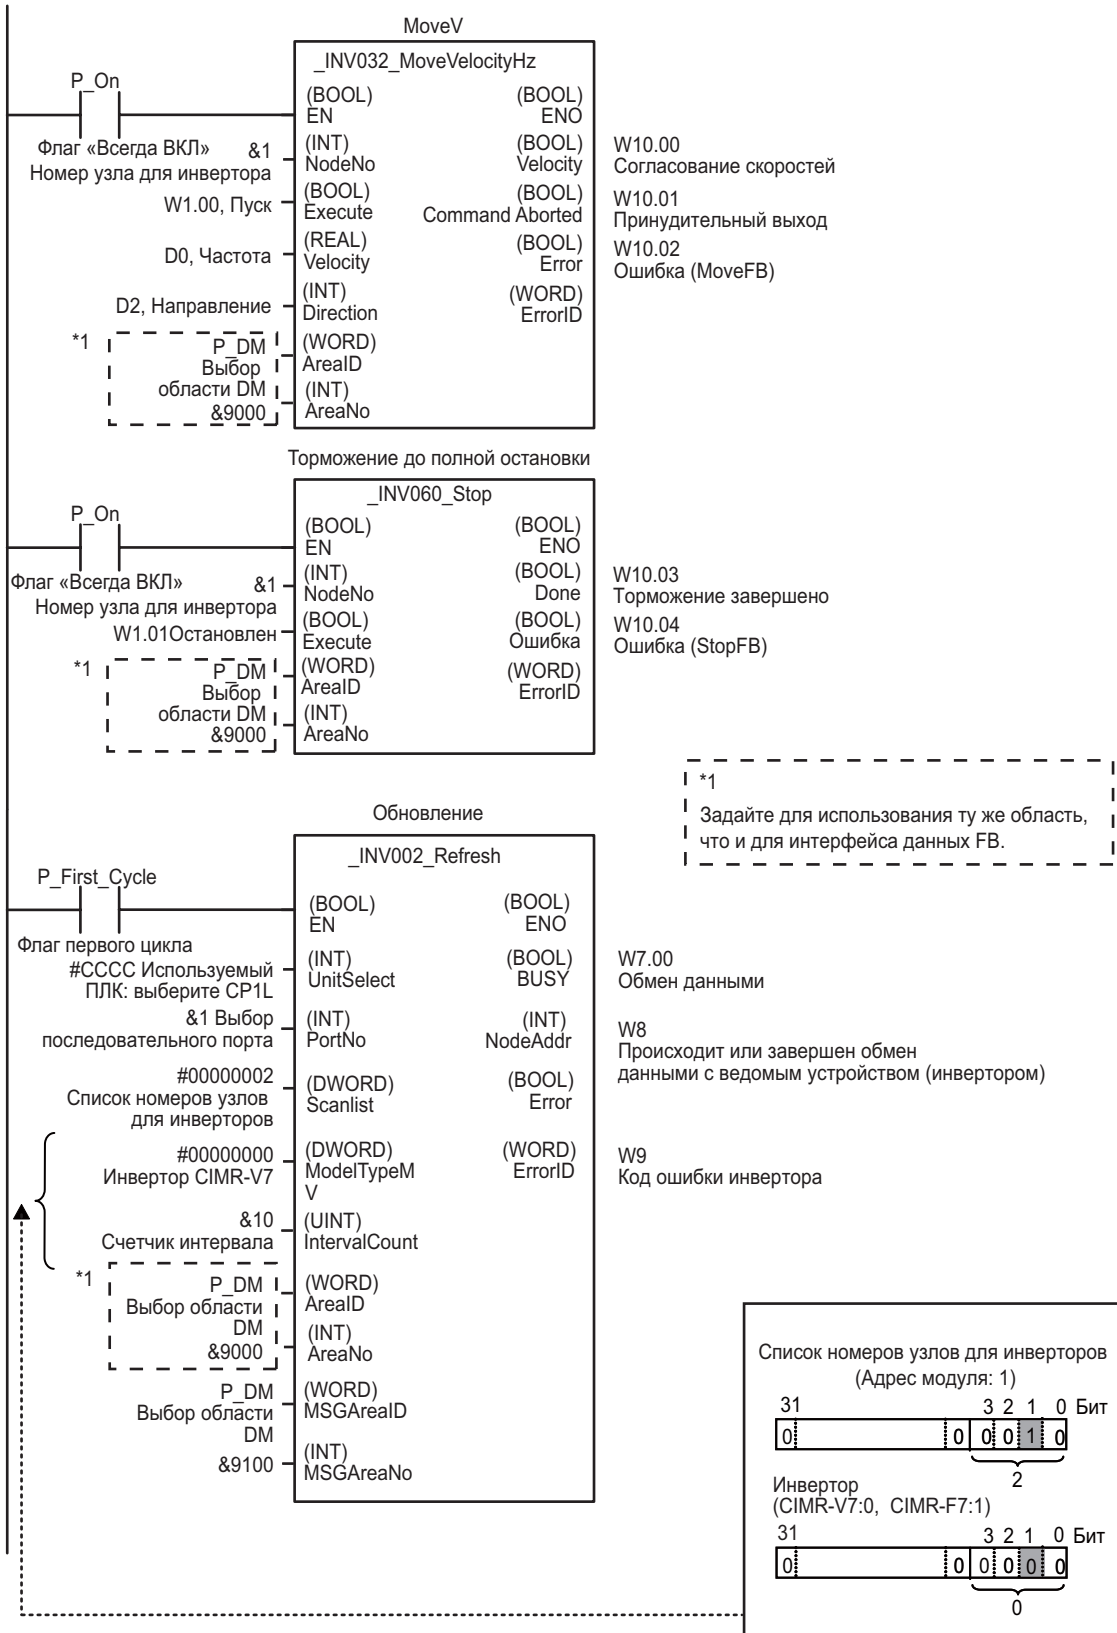 MoveV
_INV032_MoveVelocityHz
P_On
(BOOL)
EN
(BOOL)
ENO
Флаг «Всегда ВКЛ»
&1
Номер узла для инвертора
(INT)
NodeNo
(BOOL)
Velocity
W10.00
Согласование скоростей
W1.00, Пуск
(BOOL)
Execute
(BOOL)
Command Aborted
W10.01
Принудительный выход
D0, Частота
(REAL)
Velocity
(BOOL)
Error
W10.02
Ошибка (MoveFB)
D2, Направление
(INT)
Direction
(WORD)
ErrorID
*1
P_DM
Выбор
области DM
&9000
(WORD)
AreaID
(INT)
AreaNo
Торможение до полной остановки
_INV060_Stop
P_On
(BOOL)
EN
(BOOL)
ENO
Флаг «Всегда ВКЛ»
&1
Номер узла для инвертора
(INT)
NodeNo
(BOOL)
Done
W10.03
Торможение завершено
W1.01Остановлен
(BOOL)
Execute
(BOOL)
Ошибка
W10.04
Ошибка (StopFB)
*1
P_DM
Выбор
области DM
&9000
(WORD)
AreaID
(WORD)
ErrorID
(INT)
AreaNo
*1
Задайте для использования ту же область,
что и для интерфейса данных FB.
Обновление
_INV002_Refresh
P_First_Cycle
(BOOL)
EN
(BOOL)
ENO
Флаг первого цикла
#CCCC Используемый
ПЛК: выберите CP1L
(INT)
UnitSelect
(BOOL)
BUSY
W7.00
Обмен данными
&1 Выбор
последовательного порта
(INT)
PortNo
(INT)
NodeAddr
W8
Происходит или завершен обмен
данными с ведомым устройством (инвертором)
#00000002
Список номеров узлов
для инверторов
(DWORD)
Scanlist
(BOOL)
Error
#00000000
Инвертор CIMR-V7
(DWORD)
ModelTypeM
V
(WORD)
ErrorID
W9
Код ошибки инвертора
&10
Счетчик интервала
(UINT)
IntervalCount
*1
P_DM
Выбор области
DM
&9000
(WORD)
AreaID
(INT)
AreaNo
P_DM
Выбор области
DM
(WORD)
MSGAreaID
&9100
(INT)
MSGAreaNo
Список номеров узлов для инверторов
(Адрес модуля: 1)
31 3 2 1 0 Бит
0 0 0 0 1 0
2
Инвертор
(CIMR-V7:0, CIMR-F7:1)
31 3 2 1 0 Бит
0 0 0 0 0 0
0